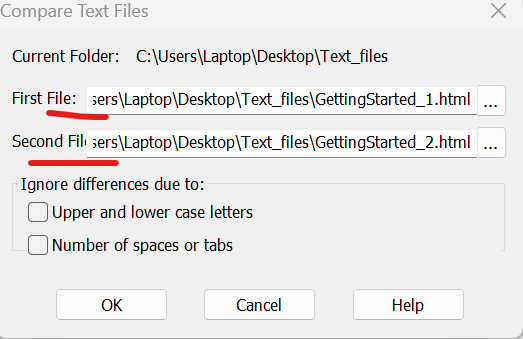 Compare Text Files
Current Folder: C:\Users\Laptop\Desktop\Text_files
First File: sers\Laptop\Desktop\Text_files\GettingStarted_1.html ...
Second File sers\Laptop\Desktop\Text_files\GettingStarted_2.html ...
Ignore differences due to:
Upper and lower case letters
Number of spaces or tabs
OK Cancel Help